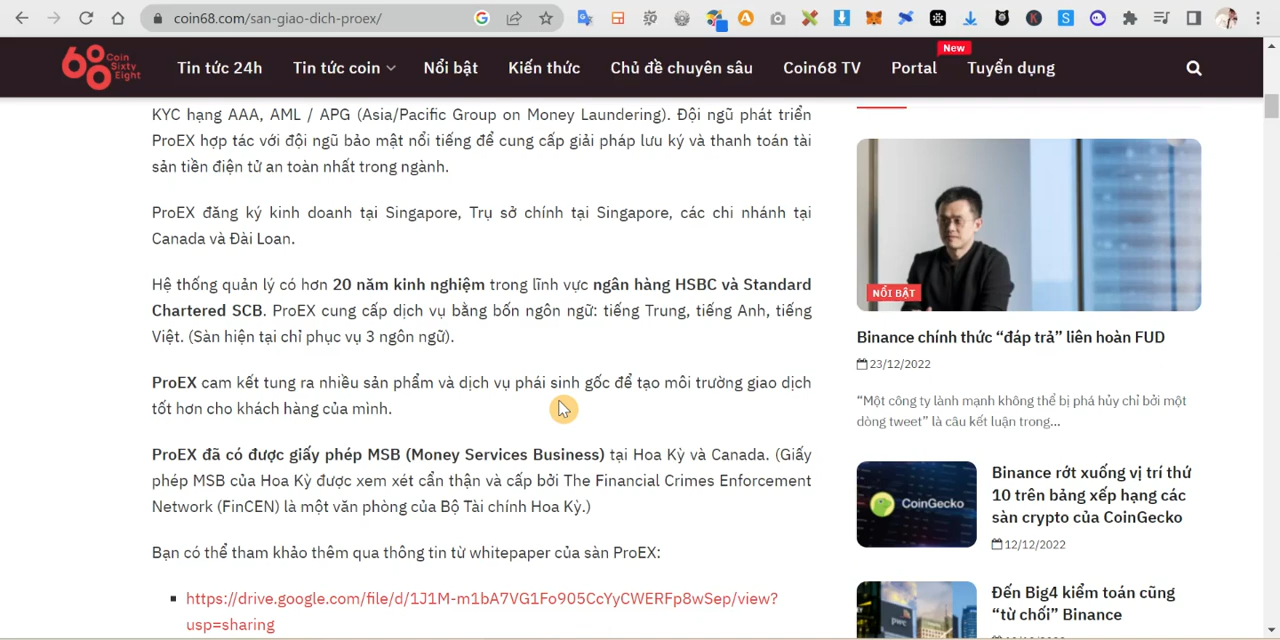 coin68.com/san-giao-dich-proex/
68 Coin Sixty Eight
Tin tức 24h
Tin tức coin
Nổi bật
Kiến thức
Chủ đề chuyên sâu
Coin68 TV
Portal
New
Tuyển dụng
KYC hạng AAA, AML / APG (Asia/Pacific Group on Money Laundering). Đội ngũ phát triển
ProEX hợp tác với đội ngũ bảo mật nổi tiếng để cung cấp giải pháp lưu ký và thanh toán tài
sản tiền điện tử an toàn nhất trong ngành.
ProEX đăng ký kinh doanh tại Singapore, Trụ sở chính tại Singapore, các chi nhánh tại
Canada và Đài Loan.
Hệ thống quản lý có hơn 20 năm kinh nghiệm trong lĩnh vực ngân hàng HSBC và Standard
Chartered SCB. ProEX cung cấp dịch vụ bằng bốn ngôn ngữ: tiếng Trung, tiếng Anh, tiếng
Việt. (Sàn hiện tại chỉ phục vụ 3 ngôn ngữ).
ProEX cam kết tung ra nhiều sản phẩm và dịch vụ phái sinh gốc để tạo môi trường giao dịch
tốt hơn cho khách hàng của mình.
ProEX đã có được giấy phép MSB (Money Services Business) tại Hoa Kỳ và Canada. (Giấy
phép MSB của Hoa Kỳ được xem xét cẩn thận và cấp bởi The Financial Crimes Enforcement
Network (FinCEN) là một văn phòng của Bộ Tài chính Hoa Kỳ.)
Bạn có thể tham khảo thêm qua thông tin từ whitepaper của sàn ProEX:
https://drive.google.com/file/d/1J1M-m1bA7VG1Fo905CcYyCWERFp8wSep/view?
usp=sharing
NỔI BẬT
Binance chính thức “đáp trả” liên hoàn FUD
23/12/2022
“Một công ty lành mạnh không thể bị phá hủy chỉ bởi một
dòng tweet” là câu kết luận trong...
CoinGecko
Binance rớt xuống vị trí thứ
10 trên bảng xếp hạng các
sàn crypto của CoinGecko
12/12/2022
pwc
Đến Big4 kiểm toán cũng
“từ chối” Binance